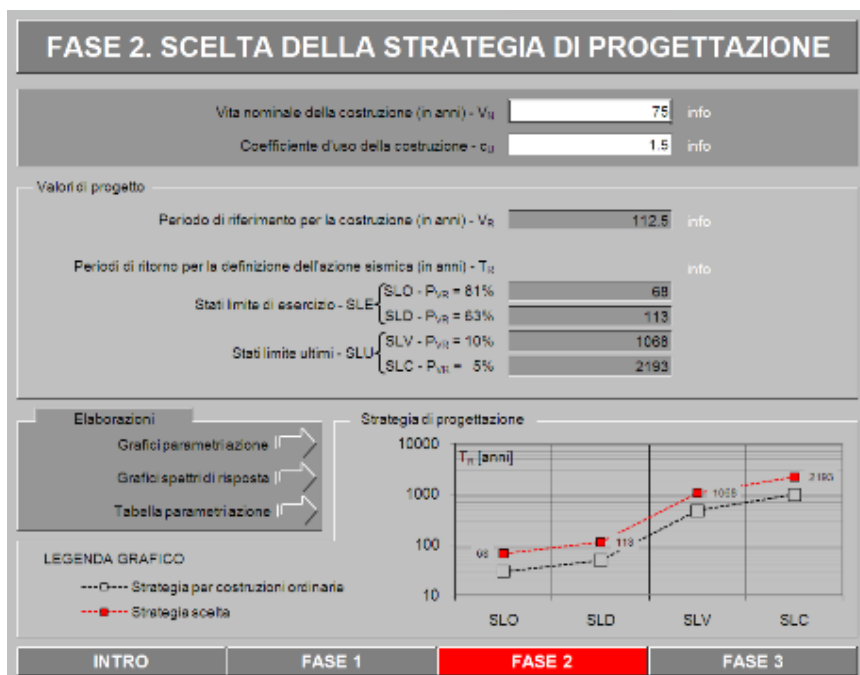 FASE 2. SCELTA DELLA STRATEGIA DI PROGETTAZIONE
Vita nominale della costruzione (in anni) - VN 75 info
Coefficiente d'uso della costruzione - cU 1.5 info
Valori di progetto
Periodo di riferimento per la costruzione (in anni) - VR 112.5 info
Periodi di ritorno per la definizione dell'azione sismica (in anni) - TR info
Stati limite di esercizio - SLE
SLO - PVR = 81% 68
SLD - PVR = 63% 113
Stati limite ultimi - SLU
SLV - PVR = 10% 1068
SLC - PVR = 5% 2193
Elaborazioni
Grafici parametri azione
Grafici spettri di risposta
Tabella parametri azione
LEGENDA GRAFICO
Strategia per costruzioni ordinarie
Strategia scelta
Strategia di progettazione
TR [anni]
10000
1000
100
10
68
113
1068
2193
SLO SLD SLV SLC
INTRO FASE 1 FASE 2 FASE 3